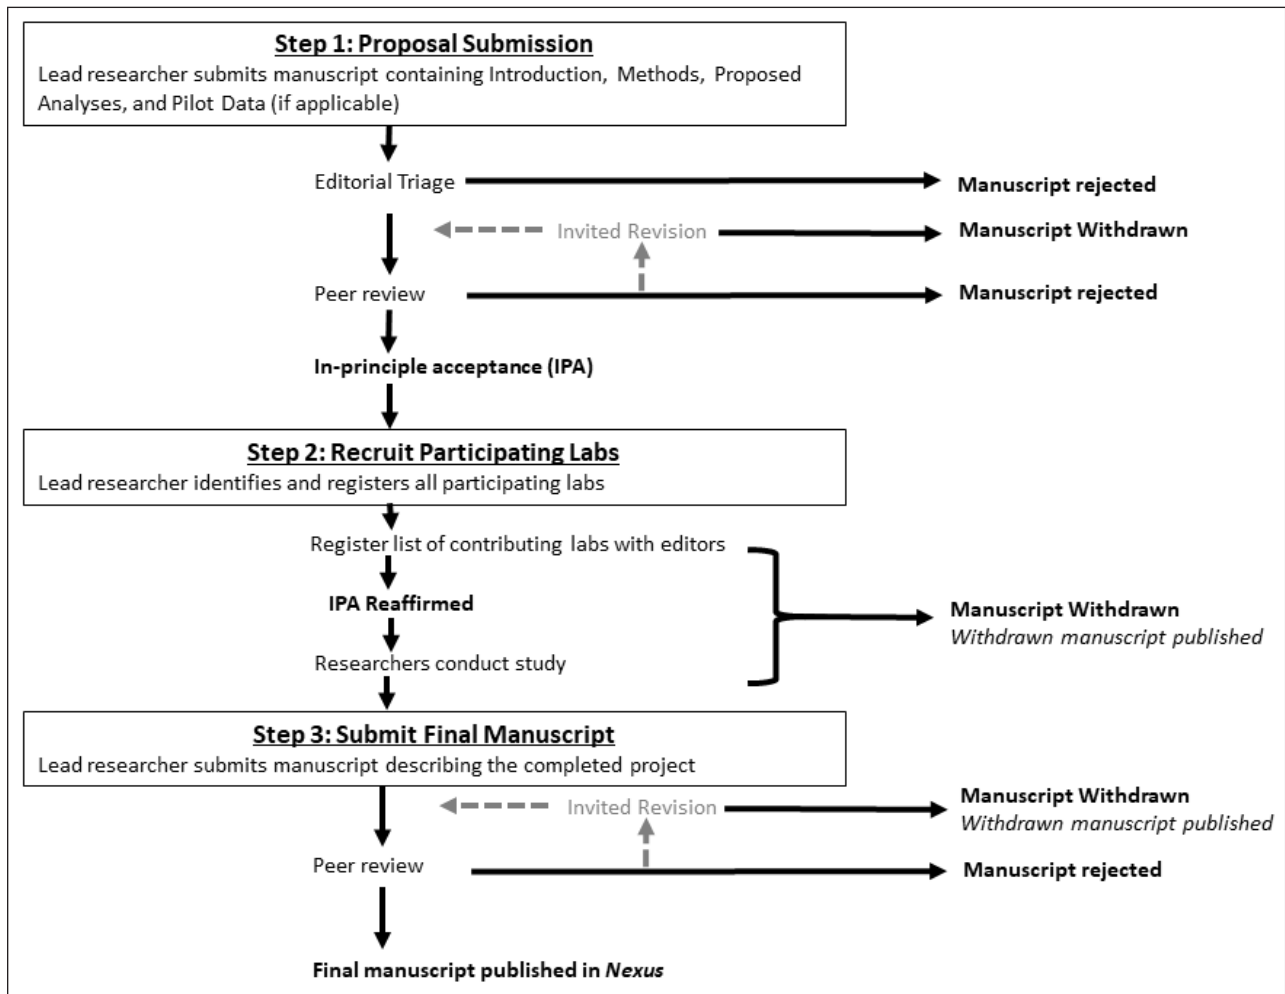 Step 1: Proposal Submission
Lead researcher submits manuscript containing Introduction, Methods, Proposed
Analyses, and Pilot Data (if applicable)
Editorial Triage
Manuscript rejected
Invited Revision
Manuscript Withdrawn
Peer review
Manuscript rejected
In-principle acceptance (IPA)
Step 2: Recruit Participating Labs
Lead researcher identifies and registers all participating labs
Register list of contributing labs with editors
IPA Reaffirmed
Manuscript Withdrawn
Withdrawn manuscript published
Researchers conduct study
Step 3: Submit Final Manuscript
Lead researcher submits manuscript describing the completed project
Invited Revision
Manuscript Withdrawn
Withdrawn manuscript published
Peer review
Manuscript rejected
Final manuscript published in Nexus